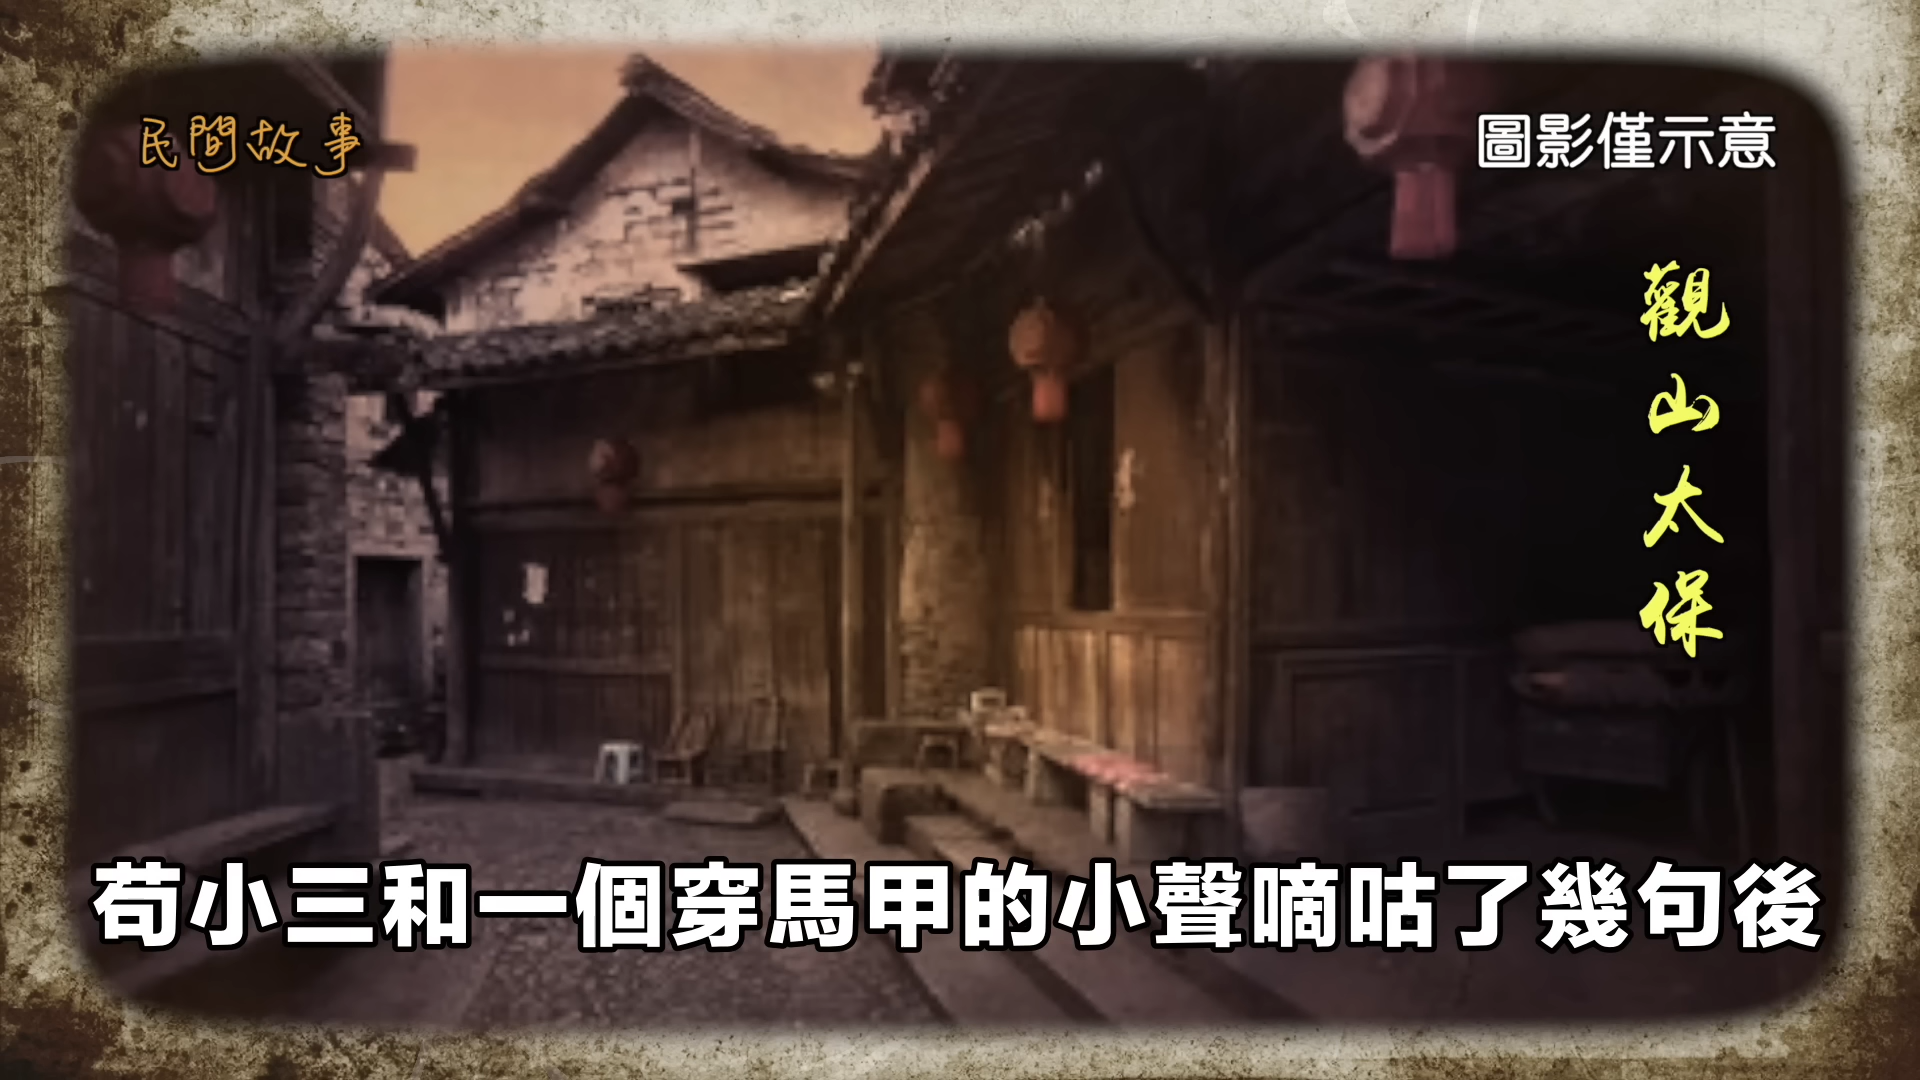 民間故事
圖影僅示意
觀山太保
苟小三和一個穿馬甲的小聲嘀咕了幾句後